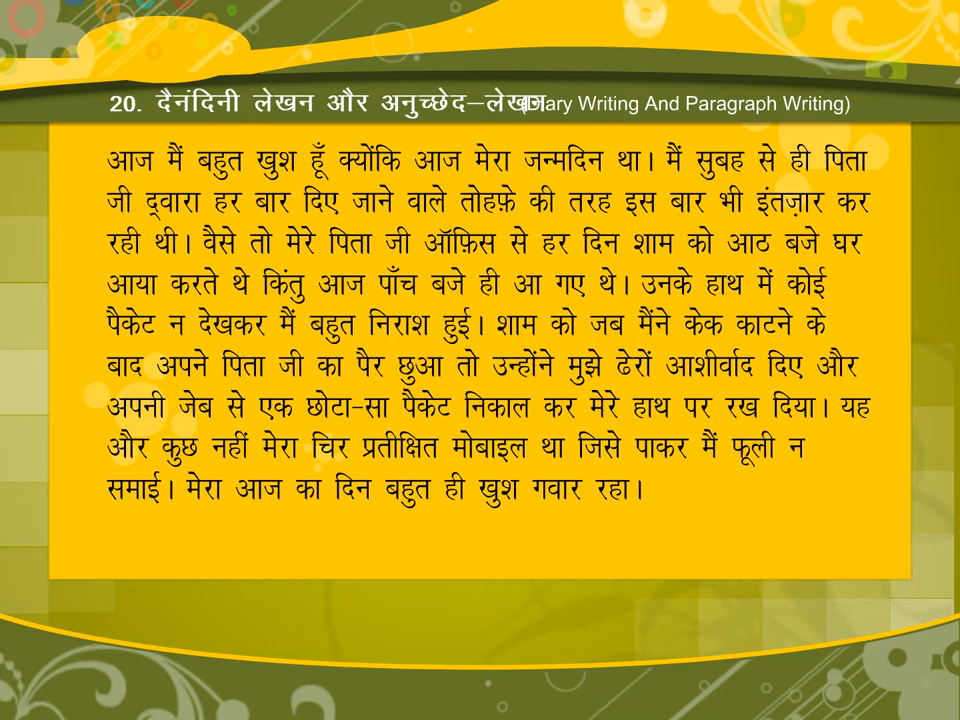 20. दैनंदिनी लेखन और अनुच्छेद–लेखन (Diary Writing And Paragraph Writing)
आज मैं बहुत खुश हूँ क्योंकि आज मेरा जन्मदिन था। मैं सुबह से ही पिता
जी द्वारा हर बार दिए जाने वाले तोहफ़े की तरह इस बार भी इंतज़ार कर
रही थी। वैसे तो मेरे पिता जी ऑफ़िस से हर दिन शाम को आठ बजे घर
आया करते थे किंतु आज पाँच बजे ही आ गए थे। उनके हाथ में कोई
पैकेट न देखकर मैं बहुत निराश हुई। शाम को जब मैंने केक काटने के
बाद अपने पिता जी का पैर छुआ तो उन्होंने मुझे ढेरों आशीर्वाद दिए और
अपनी जेब से एक छोटा-सा पैकेट निकाल कर मेरे हाथ पर रख दिया। यह
और कुछ नहीं मेरा चिर प्रतीक्षित मोबाइल था जिसे पाकर मैं फूली न
समाई। मेरा आज का दिन बहुत ही खुश गवार रहा।